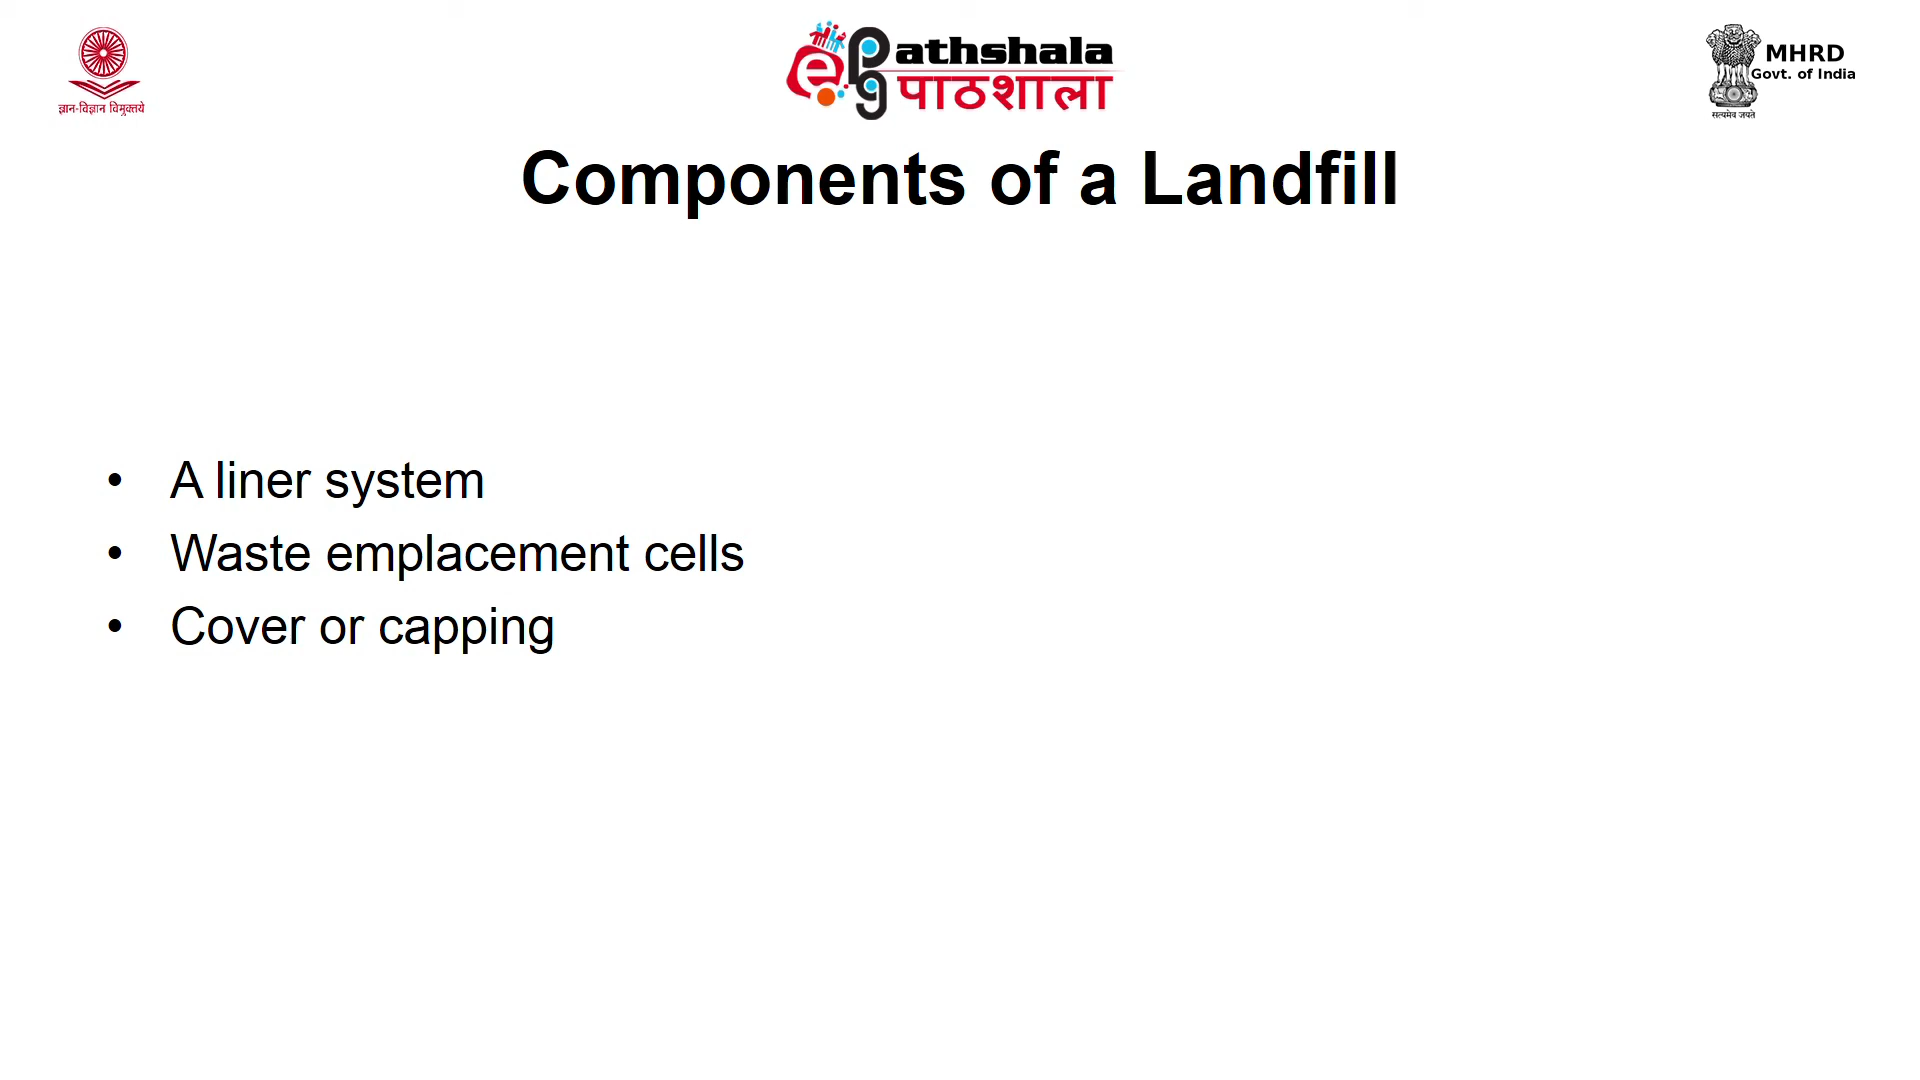 ज्ञान-विज्ञान विमुक्तये
ePGathshala
पाठशाला
MHRD
Govt. of India
सत्यमेव जयते
Components of a Landfill
• A liner system
• Waste emplacement cells
• Cover or capping